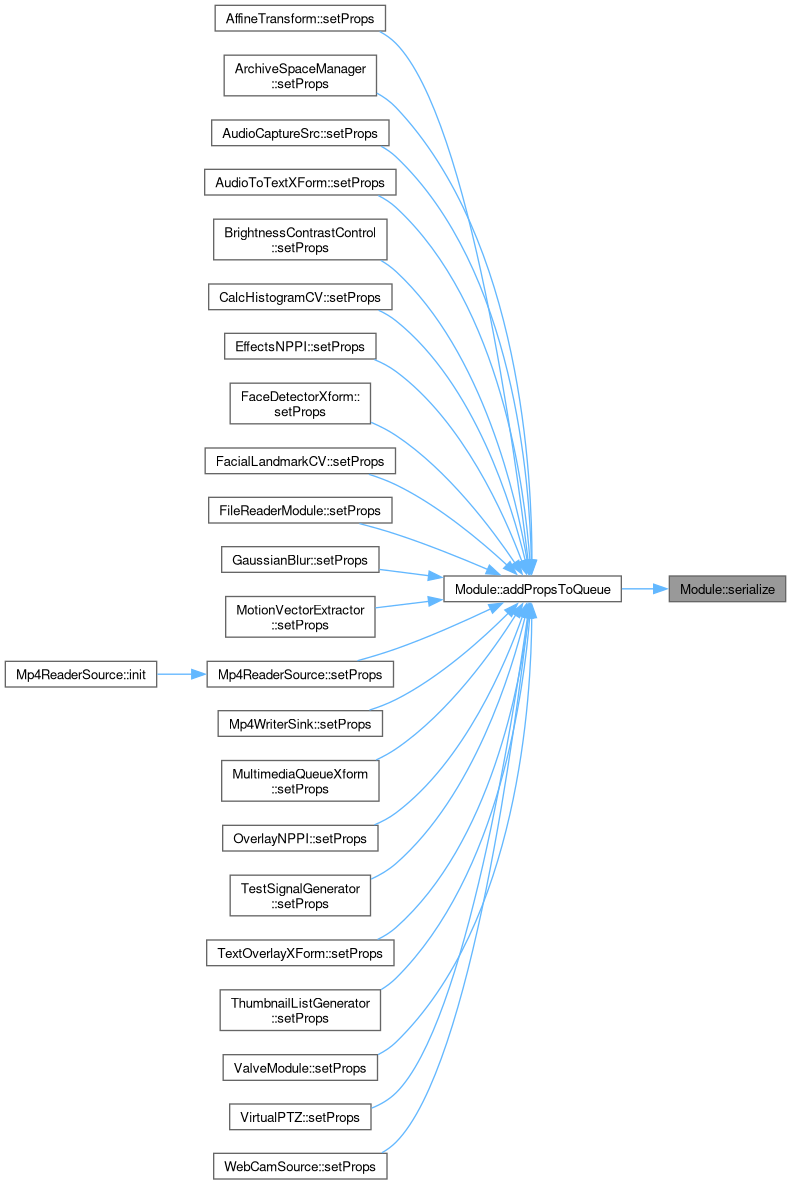 AffineTransform::setProps
ArchiveSpaceManager
::setProps
AudioCaptureSrc::setProps
AudioToTextXForm::setProps
BrightnessContrastControl
::setProps
CalcHistogramCV::setProps
EffectsNPPI::setProps
FaceDetectorXform::
setProps
FacialLandmarkCV::setProps
FileReaderModule::setProps
GaussianBlur::setProps
Module::addPropsToQueue
Module::serialize
MotionVectorExtractor
::setProps
Mp4ReaderSource::init
Mp4ReaderSource::setProps
Mp4WriterSink::setProps
MultimediaQueueXform
::setProps
OverlayNPPI::setProps
TestSignalGenerator
::setProps
TextOverlayXForm::setProps
ThumbnailListGenerator
::setProps
ValveModule::setProps
VirtualPTZ::setProps
WebCamSource::setProps